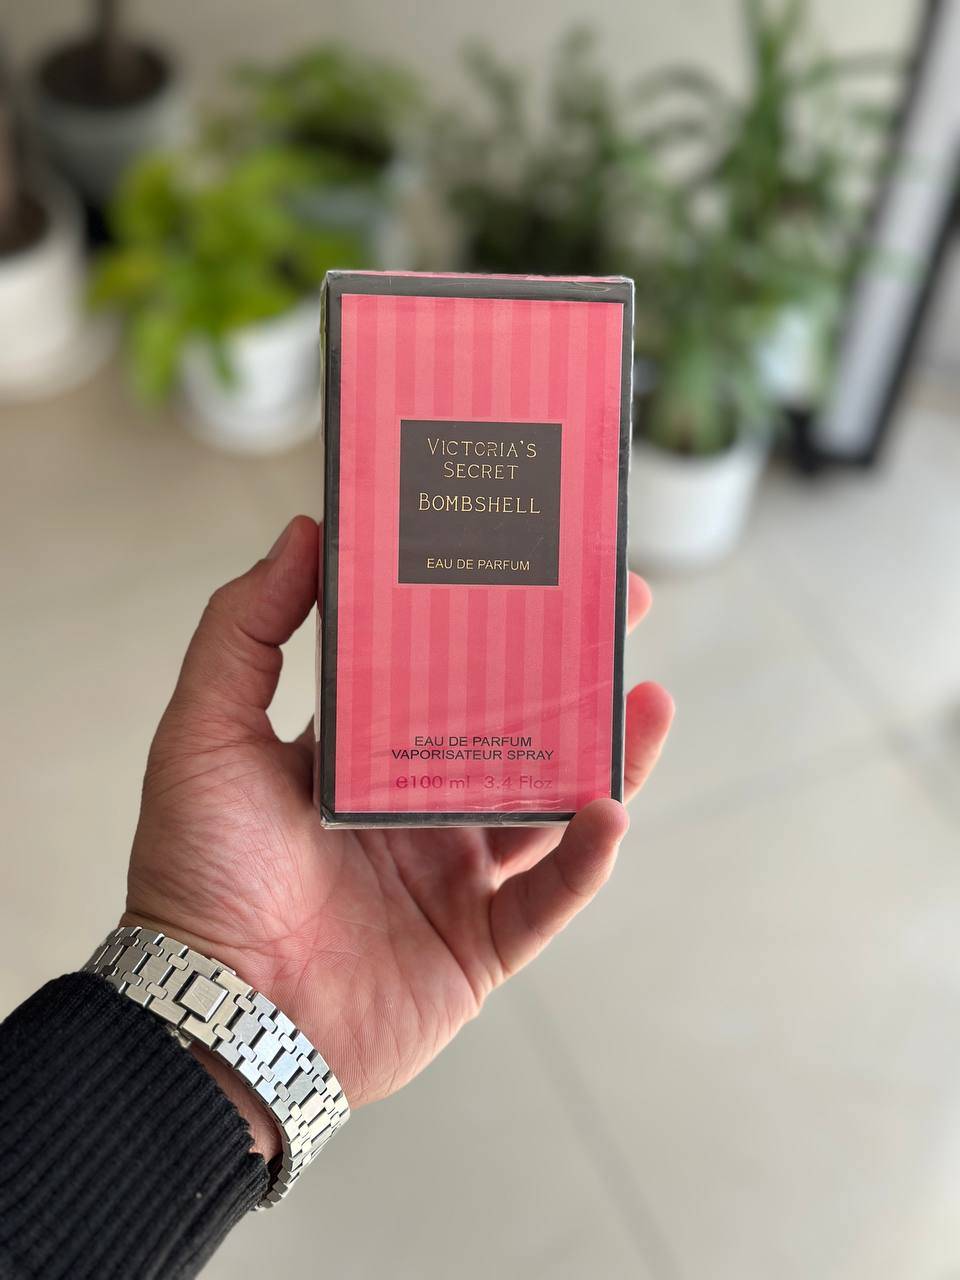 VICTORIA'S
SECRET
BOMBSHELL
EAU DE PARFUM
EAU DE PARFUM
VAPORISATEUR SPRAY
e100 ml 3.4 Floz